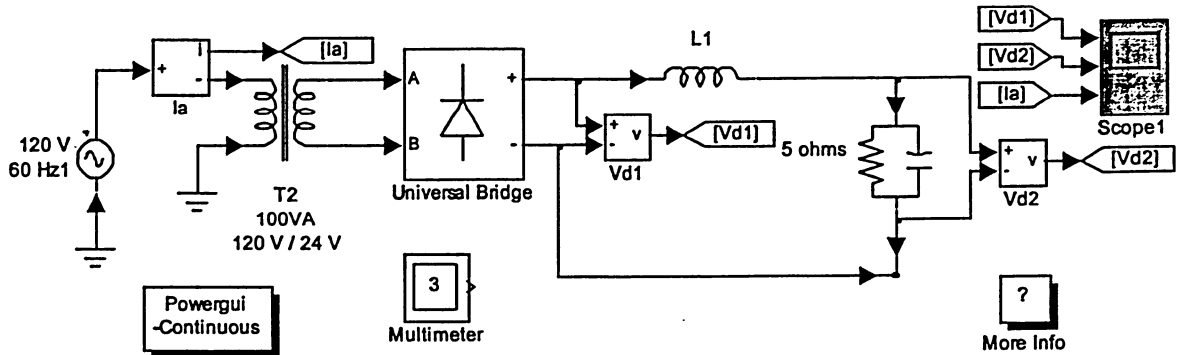 [Vd1]
[Vd2]
[Ia]
Scope1
i
+
-
Ia
[Ia]
120 V
60 Hz1
T2
100VA
120 V / 24 V
A
B
+
-
Universal Bridge
+
-
v
Vd1
[Vd1]
L1
5 ohms
+
-
v
Vd2
[Vd2]
Powergui
-Continuous
3
Multimeter
?
More Info